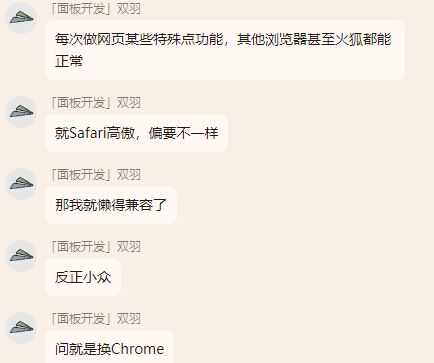 「面板开发」双羽
每次做网页某些特殊点功能，其他浏览器甚至火狐都能
正常
「面板开发」双羽
就Safari高傲，偏要不一样
「面板开发」双羽
那我就懒得兼容了
「面板开发」双羽
反正小众
「面板开发」双羽
问就是换Chrome